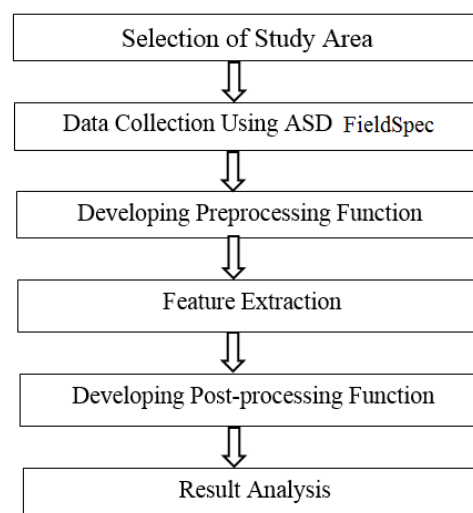 Selection of Study Area
Data Collection Using ASD FieldSpec
Developing Preprocessing Function
Feature Extraction
Developing Post-processing Function
Result Analysis